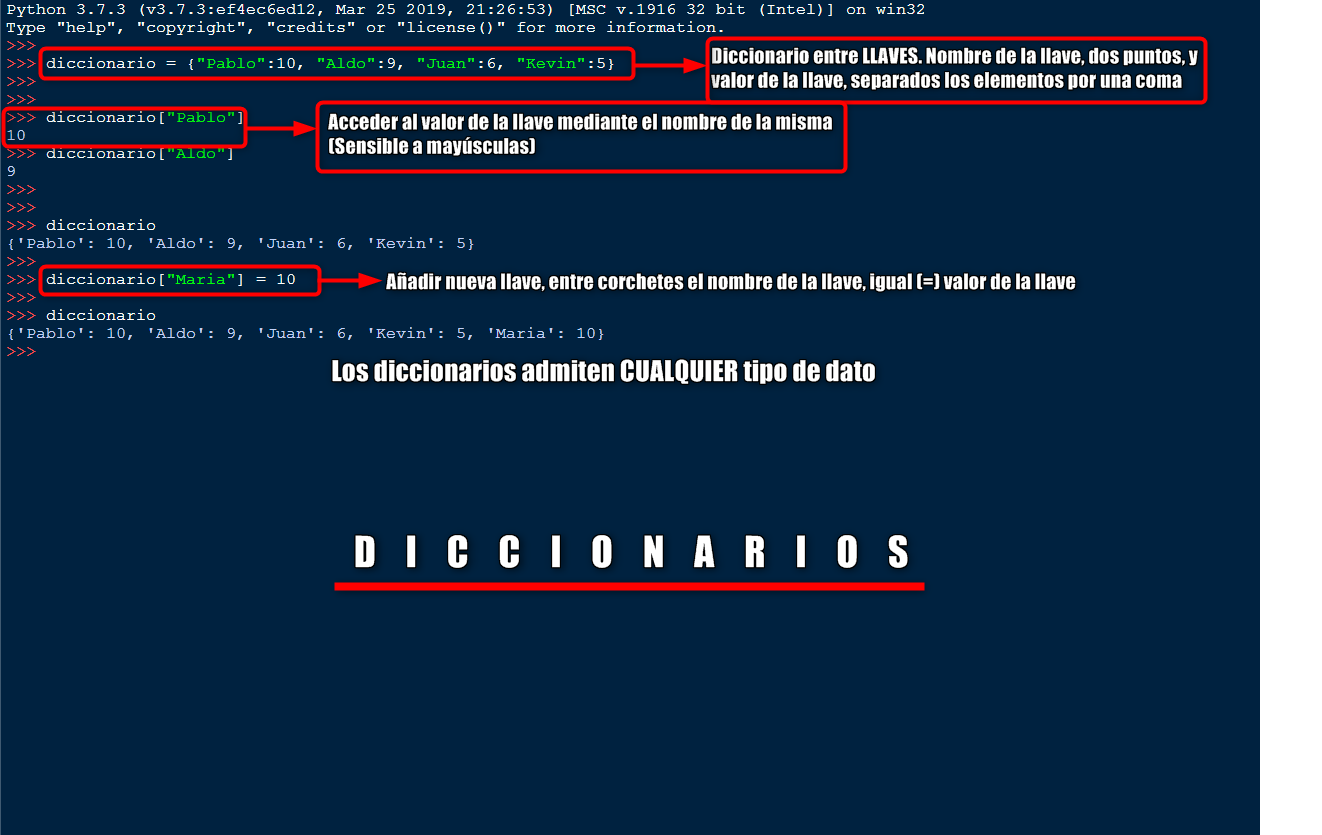 Python 3.7.3 (v3.7.3:ef4ec6ed12, Mar 25 2019, 21:26:53) [MSC v.1916 32 bit (Intel)] on win32
Type "help", "copyright", "credits" or "license()" for more information.
>>>
>>> diccionario = {"Pablo":10, "Aldo":9, "Juan":6, "Kevin":5}
Diccionario entre LLAVES. Nombre de la llave, dos puntos, y
valor de la llave, separados los elementos por una coma
>>>
>>>
>>> diccionario["Pablo"]
10
Acceder al valor de la llave mediante el nombre de la misma
(Sensible a mayúsculas)
>>> diccionario["Aldo"]
9
>>>
>>>
>>> diccionario
{'Pablo': 10, 'Aldo': 9, 'Juan': 6, 'Kevin': 5}
>>>
>>> diccionario["Maria"] = 10
Añadir nueva llave, entre corchetes el nombre de la llave, igual (=) valor de la llave
>>>
>>> diccionario
{'Pablo': 10, 'Aldo': 9, 'Juan': 6, 'Kevin': 5, 'Maria': 10}
>>>
Los diccionarios admiten CUALQUIER tipo de dato
D I C C I O N A R I O S